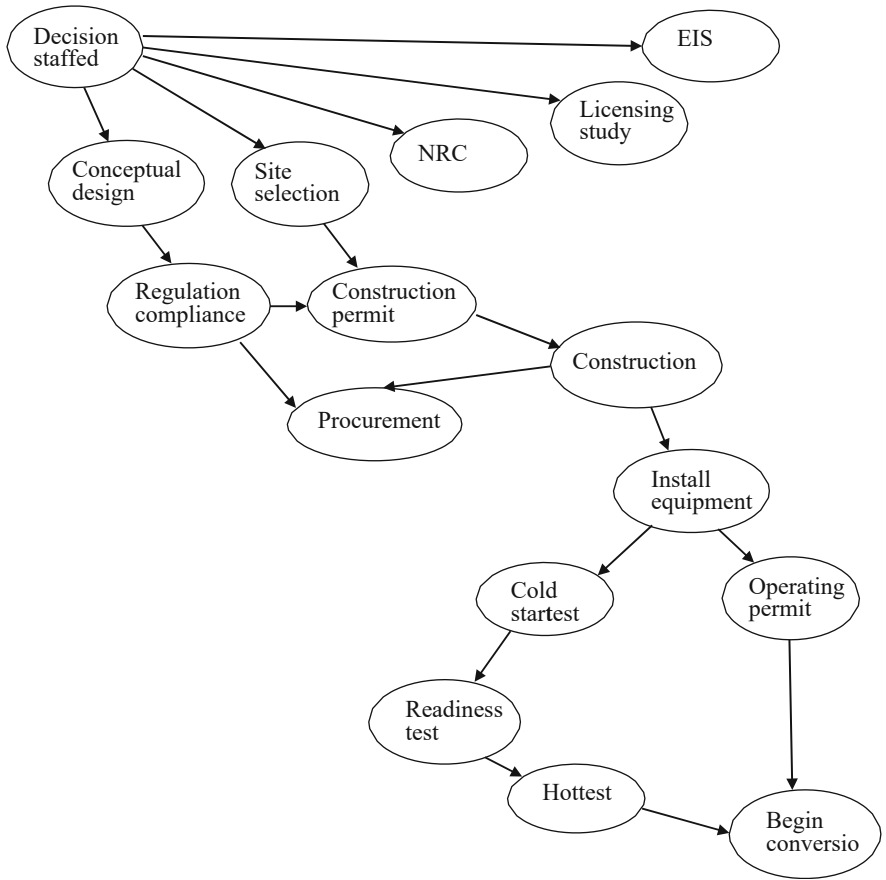 Decision
staffed
EIS
Licensing
study
NRC
Conceptual
design
Site
selection
Regulation
compliance
Construction
permit
Construction
Procurement
Install
equipment
Cold
startest
Operating
permit
Readiness
test
Hottest
Begin
conversio